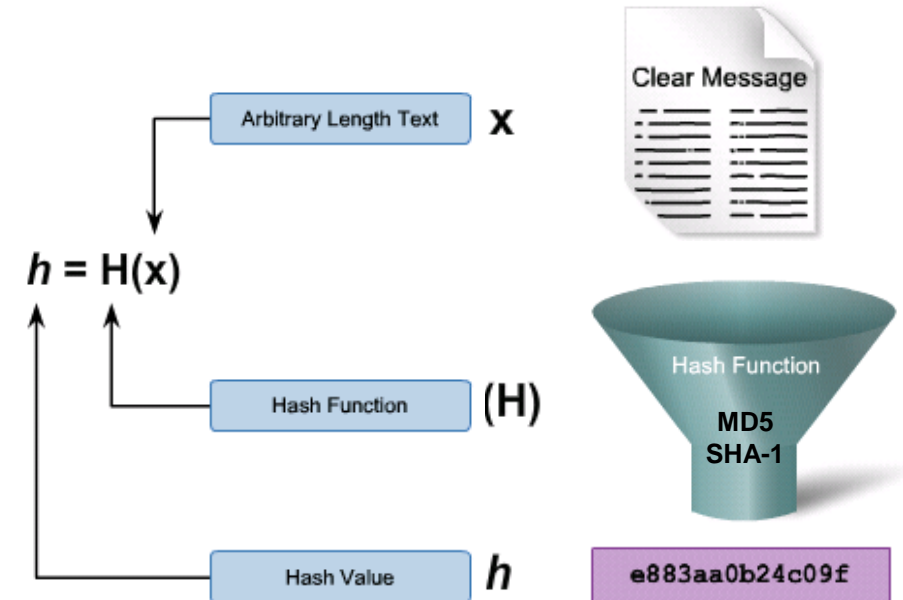 Clear Message
Arbitrary Length Text x
h = H(x)
Hash Function (H)
Hash Function
MD5
SHA-1
Hash Value h
e883aa0b24c09f